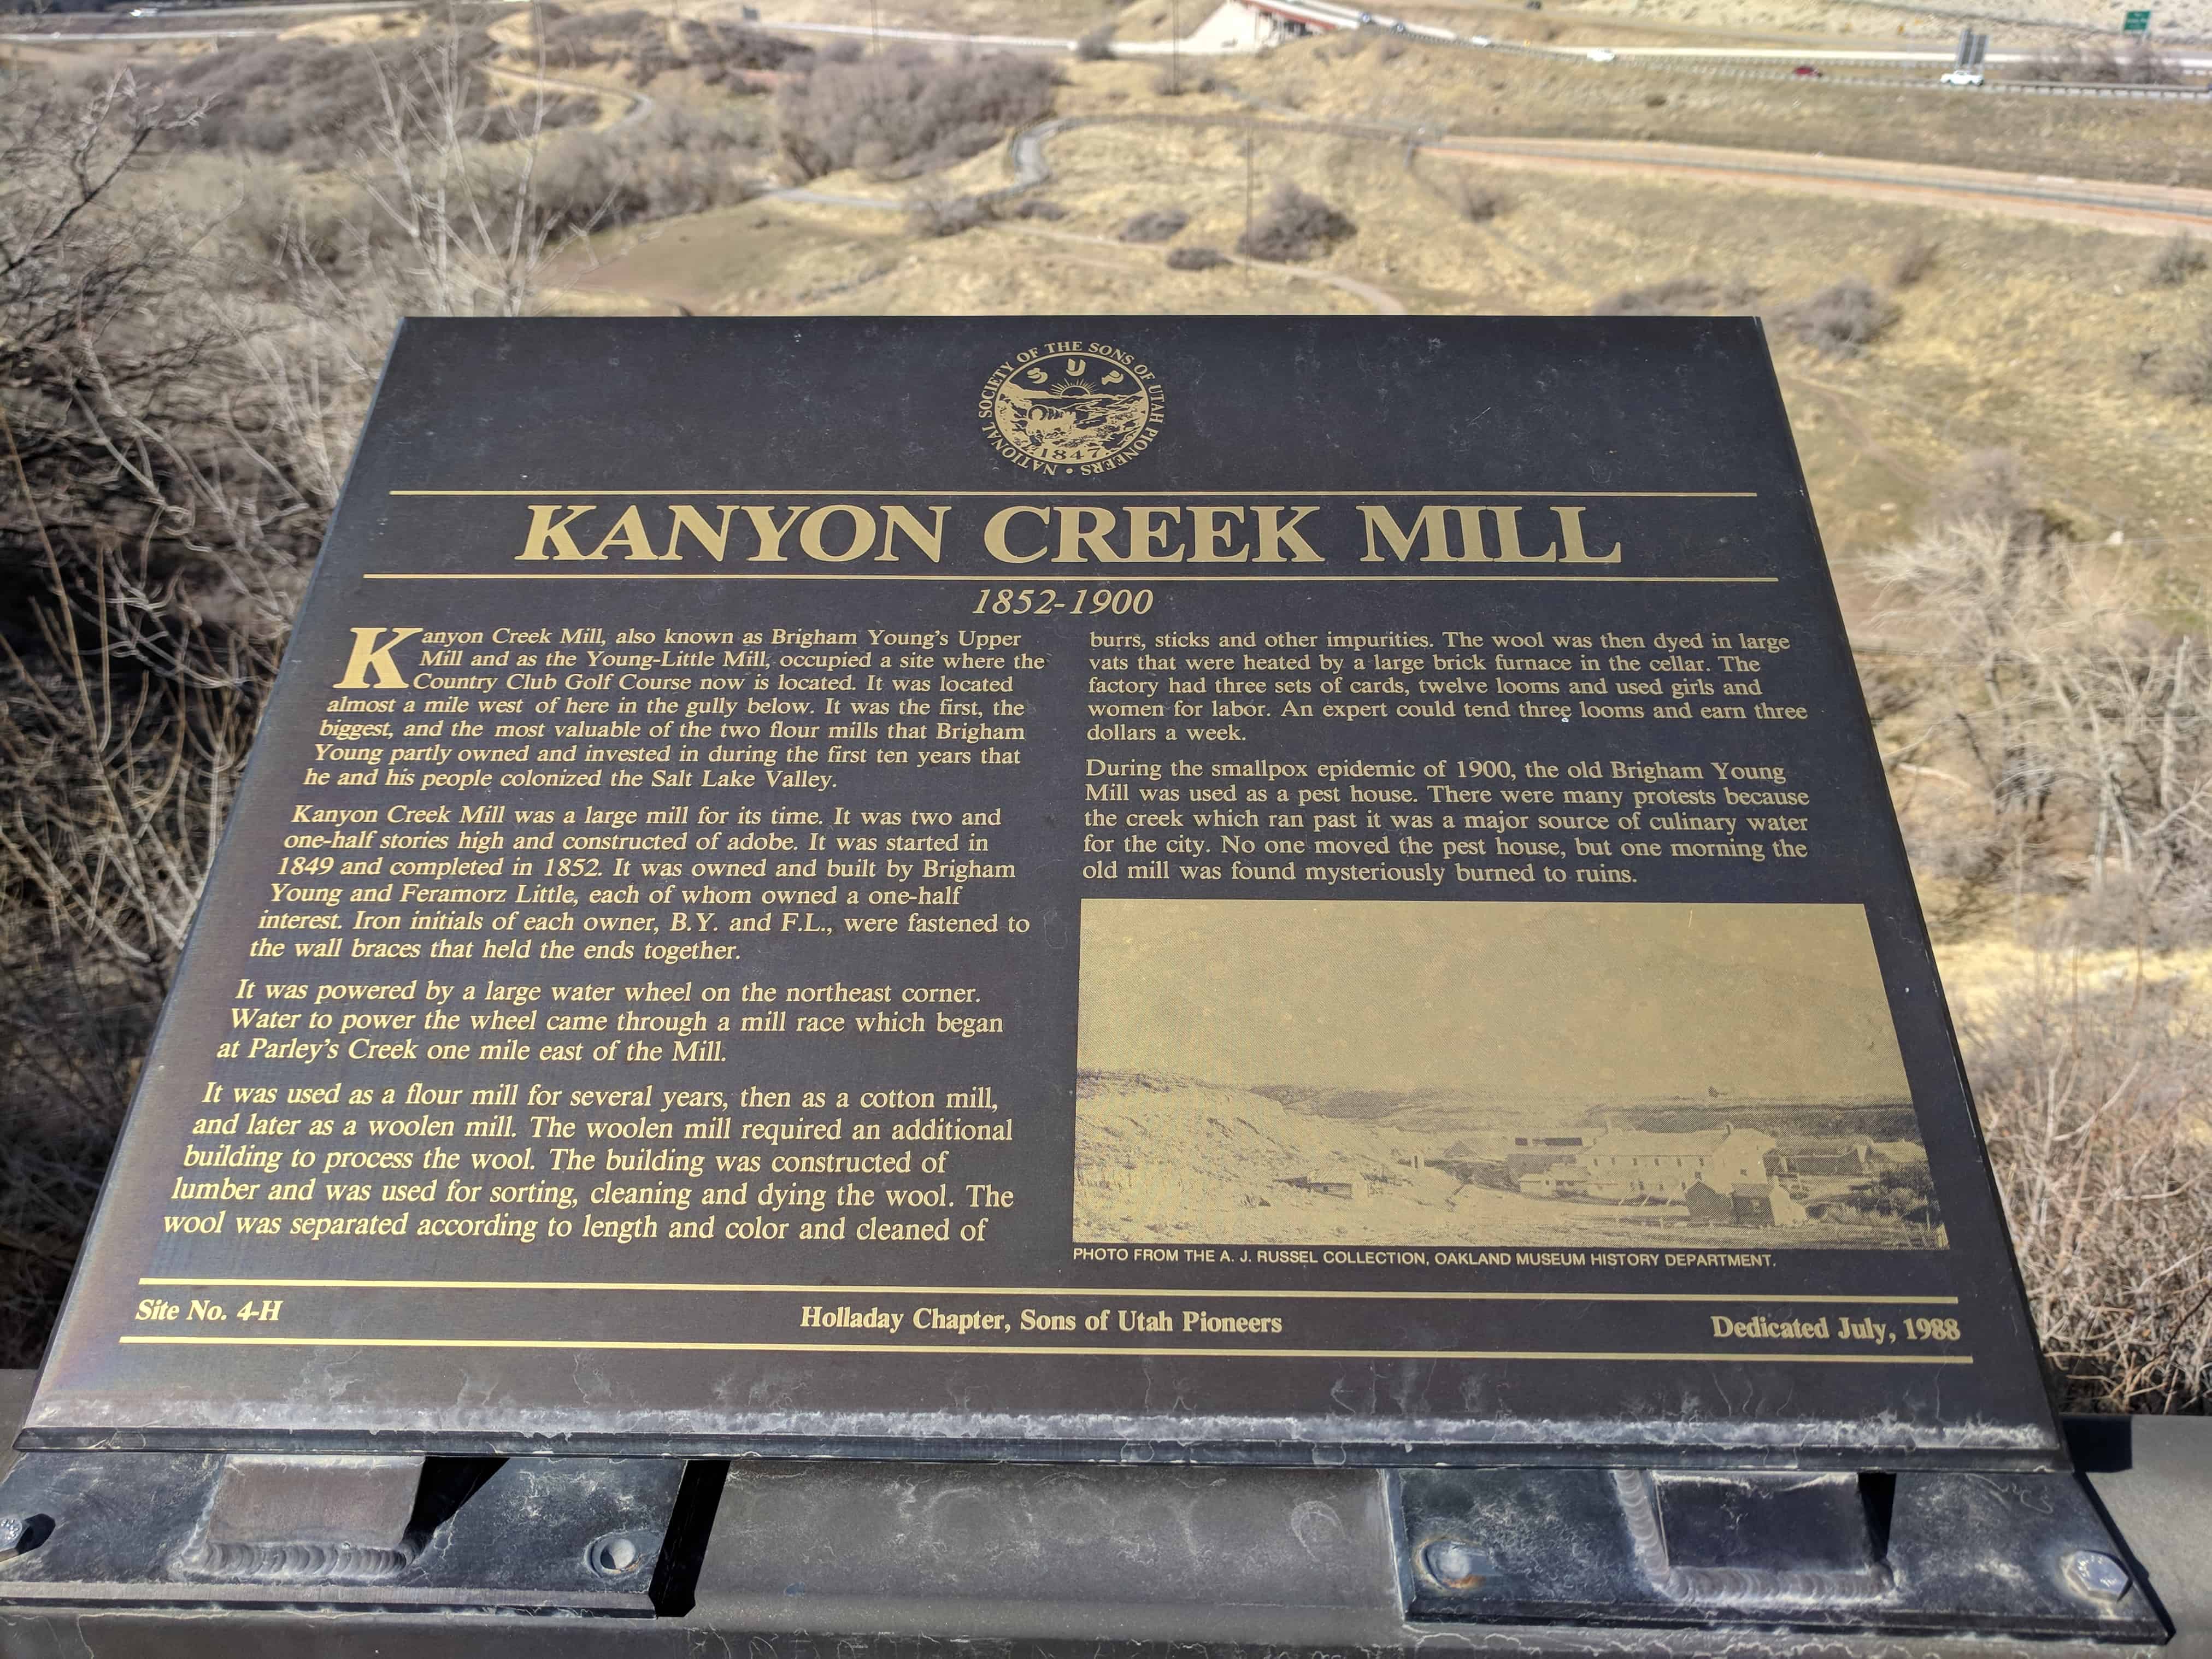 NATIONAL SOCIETY OF THE SONS OF UTAH PIONEERS •
SUP
1847
KANYON CREEK MILL
1852-1900
Kanyon Creek Mill, also known as Brigham Young's Upper
Mill and as the Young-Little Mill, occupied a site where the
Country Club Golf Course now is located. It was located
almost a mile west of here in the gully below. It was the first, the
biggest, and the most valuable of the two flour mills that Brigham
Young partly owned and invested in during the first ten years that
he and his people colonized the Salt Lake Valley.
Kanyon Creek Mill was a large mill for its time. It was two and
one-half stories high and constructed of adobe. It was started in
1849 and completed in 1852. It was owned and built by Brigham
Young and Feramorz Little, each of whom owned a one-half
interest. Iron initials of each owner, B.Y. and F.L., were fastened to
the wall braces that held the ends together.
It was powered by a large water wheel on the northeast corner.
Water to power the wheel came through a mill race which began
at Parley's Creek one mile east of the Mill.
It was used as a flour mill for several years, then as a cotton mill,
and later as a woolen mill. The woolen mill required an additional
building to process the wool. The building was constructed of
lumber and was used for sorting, cleaning and dying the wool. The
wool was separated according to length and color and cleaned of
burrs, sticks and other impurities. The wool was then dyed in large
vats that were heated by a large brick furnace in the cellar. The
factory had three sets of cards, twelve looms and used girls and
women for labor. An expert could tend three looms and earn three
dollars a week.
During the smallpox epidemic of 1900, the old Brigham Young
Mill was used as a pest house. There were many protests because
the creek which ran past it was a major source of culinary water
for the city. No one moved the pest house, but one morning the
old mill was found mysteriously burned to ruins.
PHOTO FROM THE A. J. RUSSEL COLLECTION, OAKLAND MUSEUM HISTORY DEPARTMENT.
Site No. 4-H
Holladay Chapter, Sons of Utah Pioneers
Dedicated July, 1988